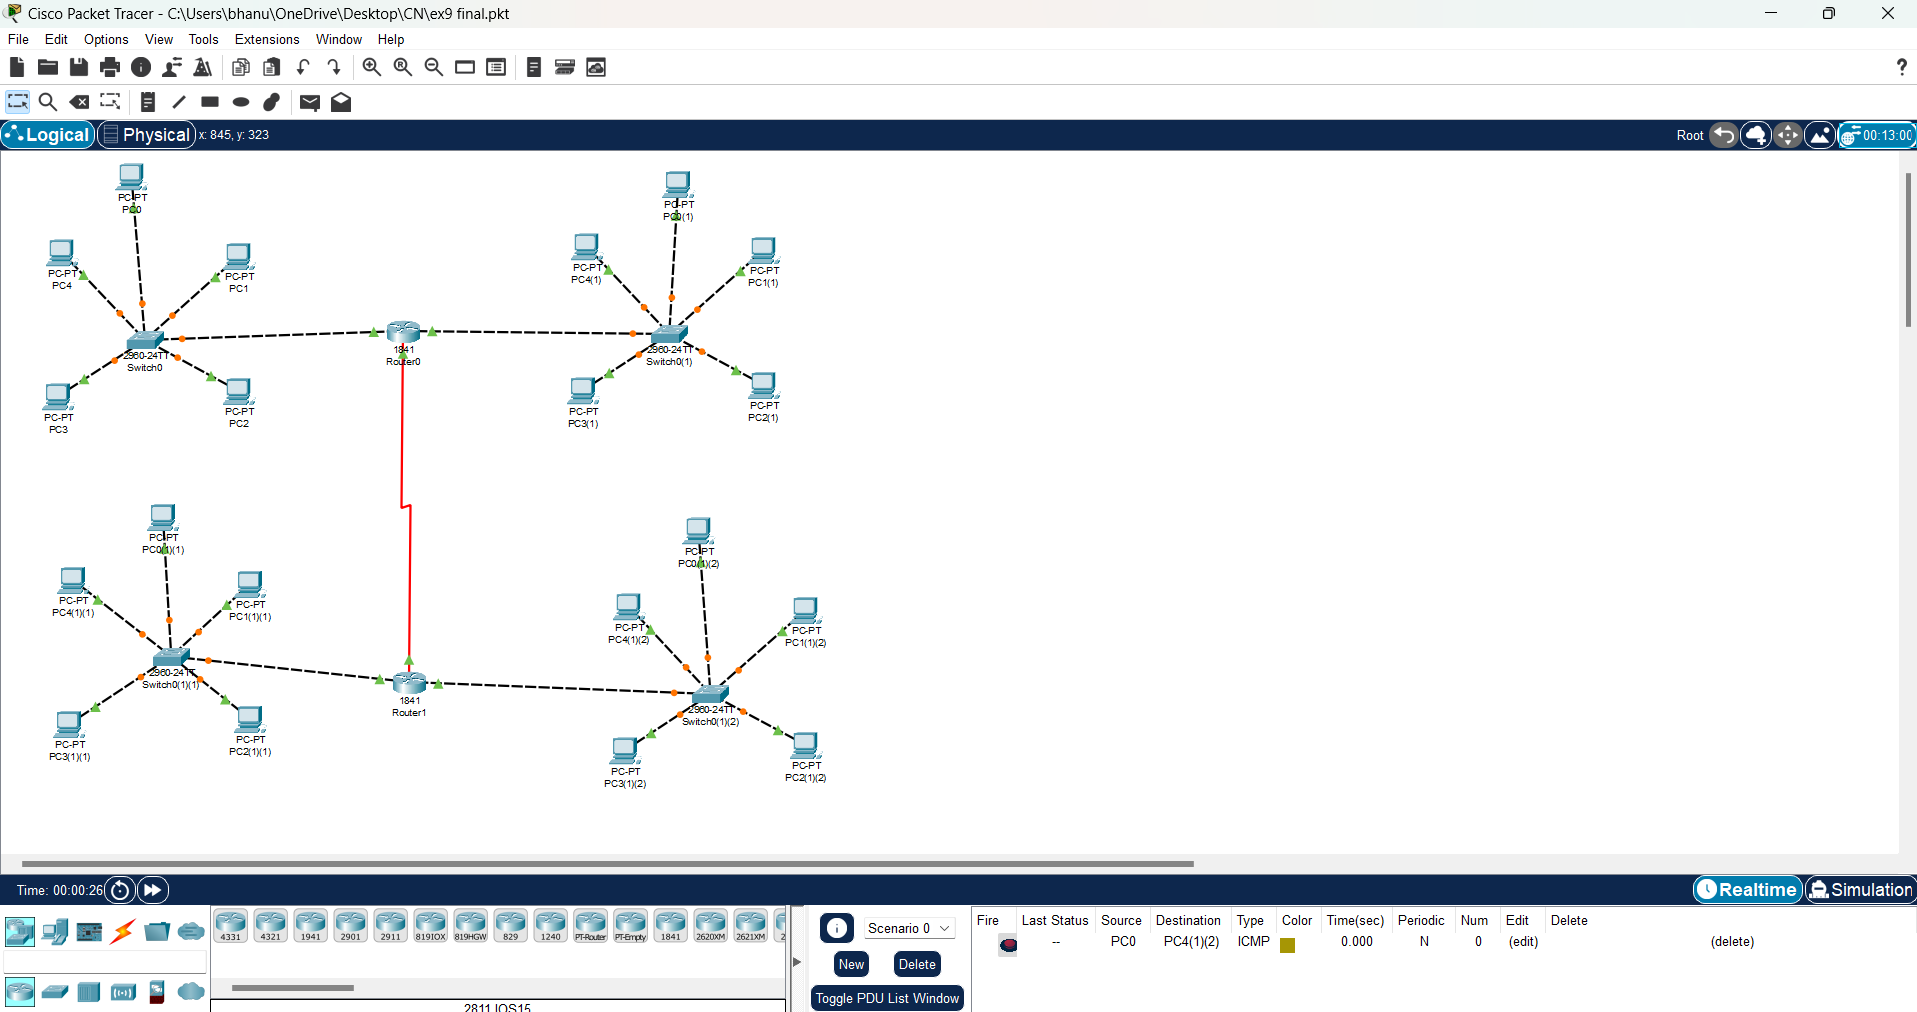 Cisco Packet Tracer - C:\Users\bhanu\OneDrive\Desktop\CN\ex9 final.pkt
File Edit Options View Tools Extensions Window Help
?
Logical Physical x: 845, y: 323
Root 00:13:00
PC-PT
PC0
PC-PT
PC4
PC-PT
PC1
2960-24TT
Switch0
PC-PT
PC3
PC-PT
PC2
1841
Router0
PC-PT
PC0(1)
PC-PT
PC4(1)
PC-PT
PC1(1)
2960-24TT
Switch0(1)
PC-PT
PC3(1)
PC-PT
PC2(1)
PC-PT
PC0(1)(1)
PC-PT
PC4(1)(1)
PC-PT
PC1(1)(1)
2960-24TT
Switch0(1)(1)
PC-PT
PC3(1)(1)
PC-PT
PC2(1)(1)
1841
Router1
PC-PT
PC0(1)(2)
PC-PT
PC4(1)(2)
PC-PT
PC1(1)(2)
2960-24TT
Switch0(1)(2)
PC-PT
PC3(1)(2)
PC-PT
PC2(1)(2)
Time: 00:00:26
Realtime Simulation
4331 4321 1941 2901 2911 819IOX 819HGW 829 1240 PT-Router PT-Empty 1841 2620XM 2621XM 2
2811 IOS15
Scenario 0
New Delete
Toggle PDU List Window
Fire Last Status Source Destination Type Color Time(sec) Periodic Num Edit Delete
-- PC0 PC4(1)(2) ICMP 0.000 N 0 (edit) (delete)